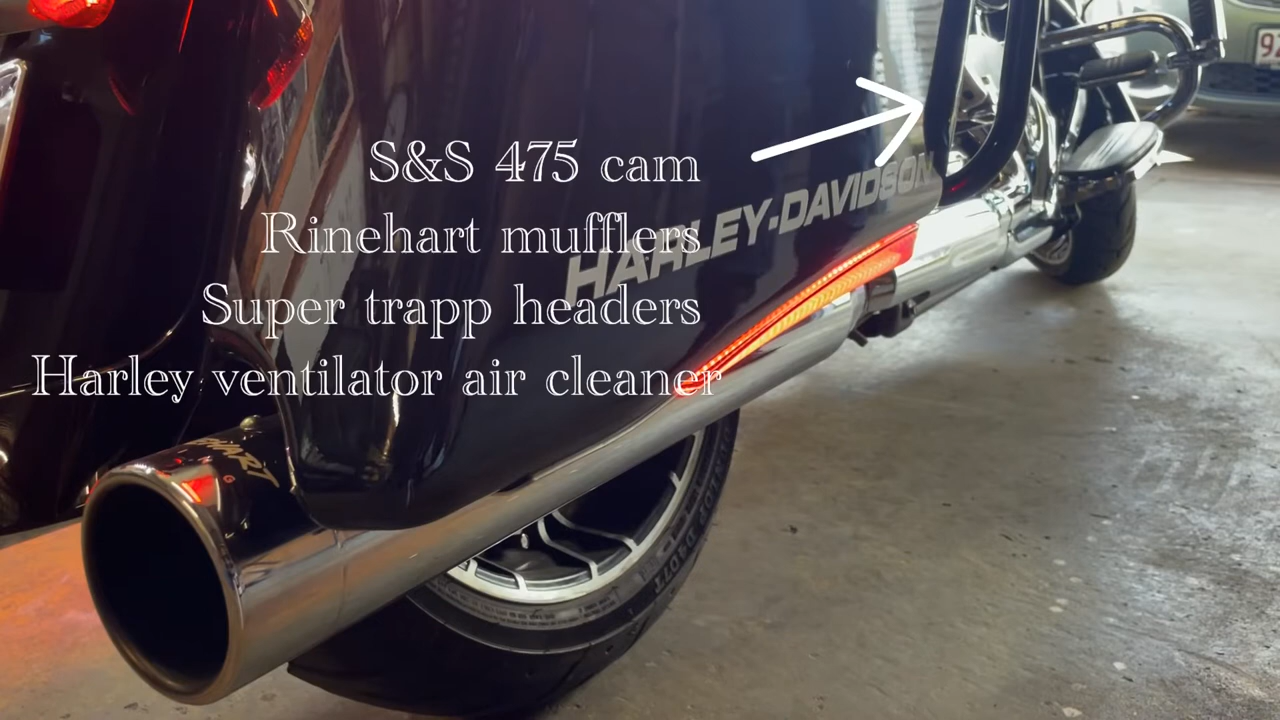 S&S 475 cam
Rinehart mufflers
Super trapp headers
Harley ventilator air cleaner
HARLEY-DAVIDSON